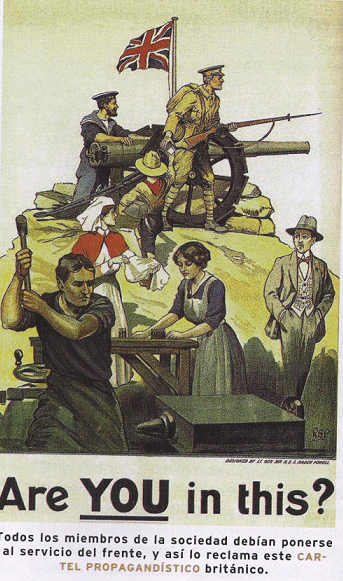 R.S.S.B-P
DESIGNED BY LT. GEN. SIR R.S.S. BADEN POWELL
Are YOU in this?
Todos los miembros de la sociedad debían ponerse
al servicio del frente, y así lo reclama este CAR-
TEL PROPAGANDÍSTICO británico.